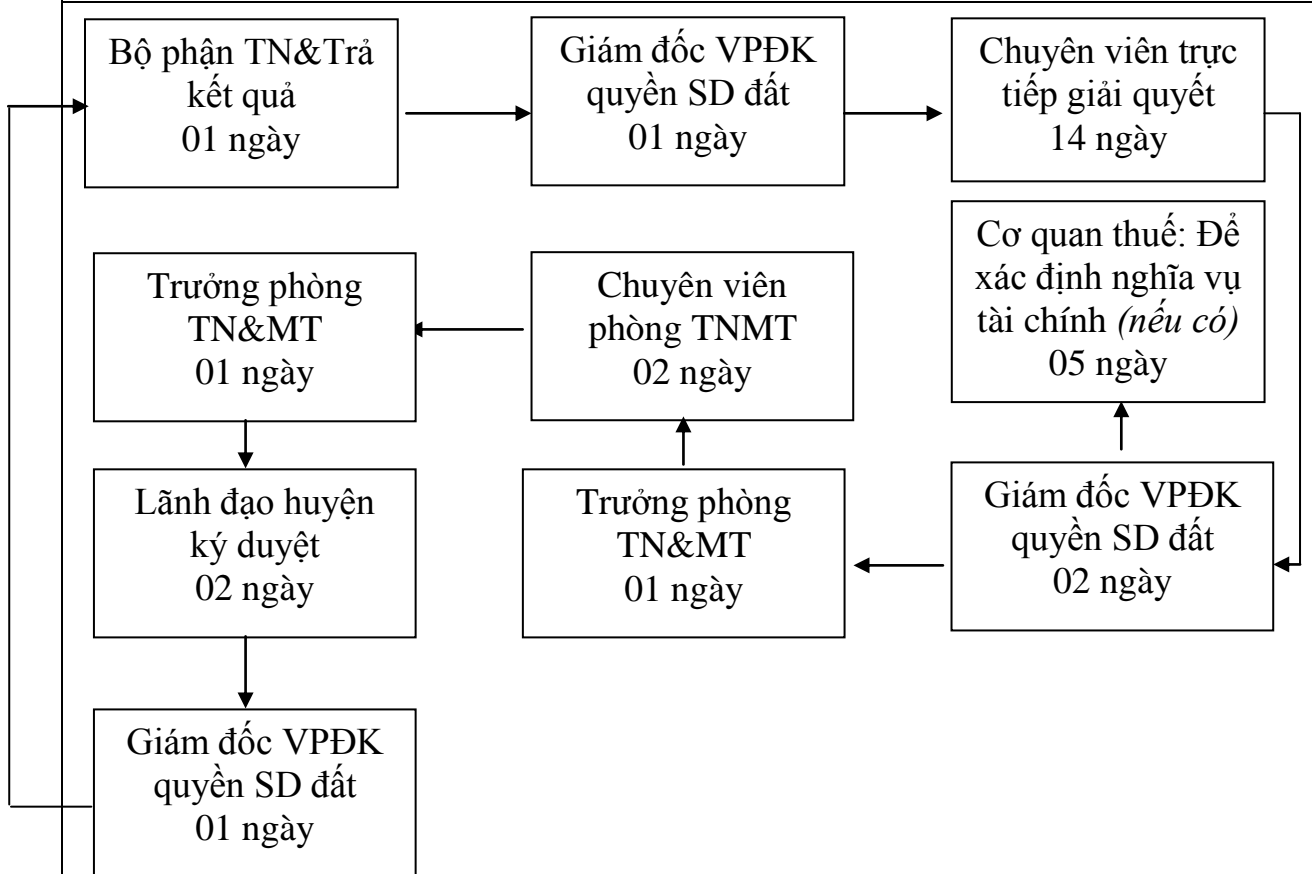 Bộ phận TN&Trả
kết quả
01 ngày
Giám đốc VPĐK
quyền SD đất
01 ngày
Chuyên viên trực
tiếp giải quyết
14 ngày
Cơ quan thuế: Để
xác định nghĩa vụ
tài chính (nếu có)
05 ngày
Trưởng phòng
TN&MT
01 ngày
Chuyên viên
phòng TNMT
02 ngày
Lãnh đạo huyện
ký duyệt
02 ngày
Trưởng phòng
TN&MT
01 ngày
Giám đốc VPĐK
quyền SD đất
02 ngày
Giám đốc VPĐK
quyền SD đất
01 ngày